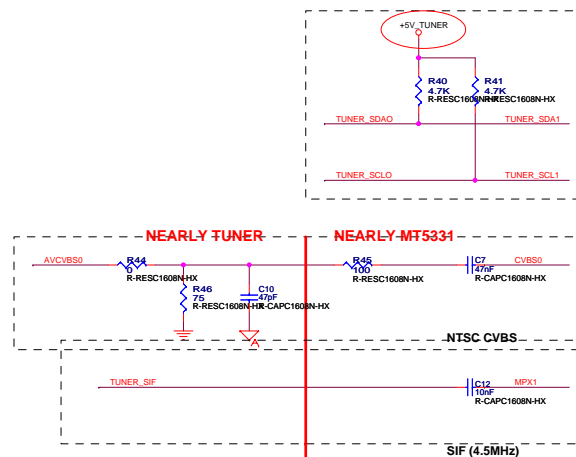 +5V_TUNER
R40
4.7K
R-RESC1608N-HX
R41
4.7K
R-RESC1608N-HX
TUNER_SDAO
TUNER_SDA1
TUNER_SCLO
TUNER_SCL1
NEARLY TUNER
NEARLY MT5331
AVCVBS0
R44
0
R-RESC1608N-HX
R45
100
R-RESC1608N-HX
C7
47nF
R-CAPC1608N-HX
CVBS0
R46
75
R-RESC1608N-HX
C10
47pF
R-CAPC1608N-HX
A
NTSC CVBS
TUNER_SIF
C12
10nF
R-CAPC1608N-HX
MPX1
SIF (4.5MHz)